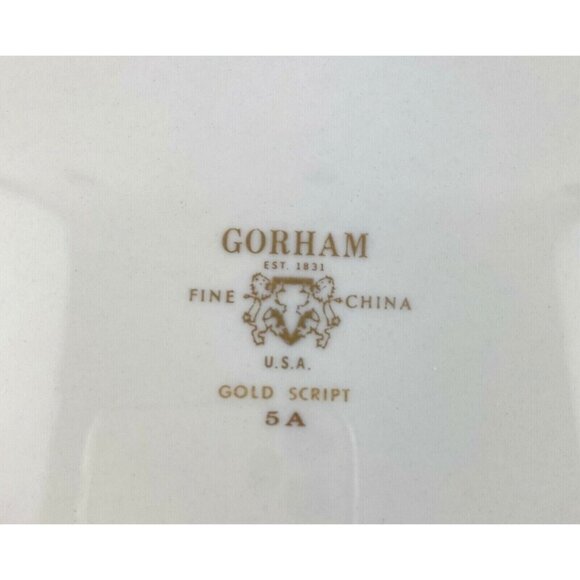 GORHAM
EST. 1831
FINE CHINA
U.S.A.
GOLD SCRIPT
5A